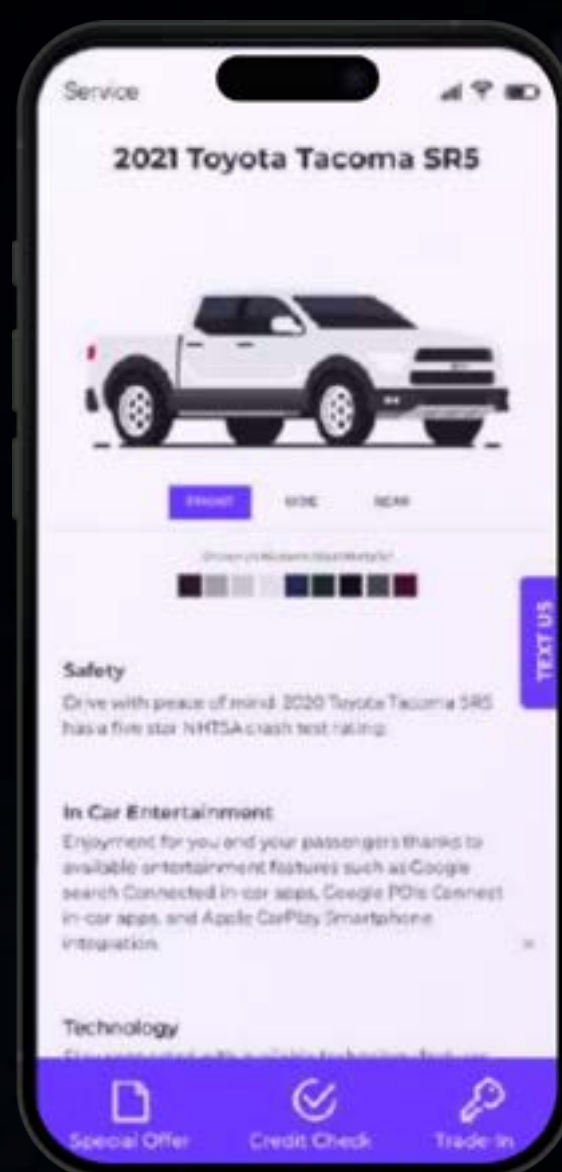 Service
2021 Toyota Tacoma SR5
FRONT SIDE REAR
TEXT US
Safety
Drive with peace of mind. 2020 Toyota Tacoma SR5
has a five star NHTSA crash test rating.
In Car Entertainment
Enjoyment for you and your passengers thanks to
available entertainment features such as Google
search Connected in-car apps, Google POIs Connect
in-car apps, and Apple CarPlay Smartphone
integration.
Technology
Special Offer Credit Check Trade-In